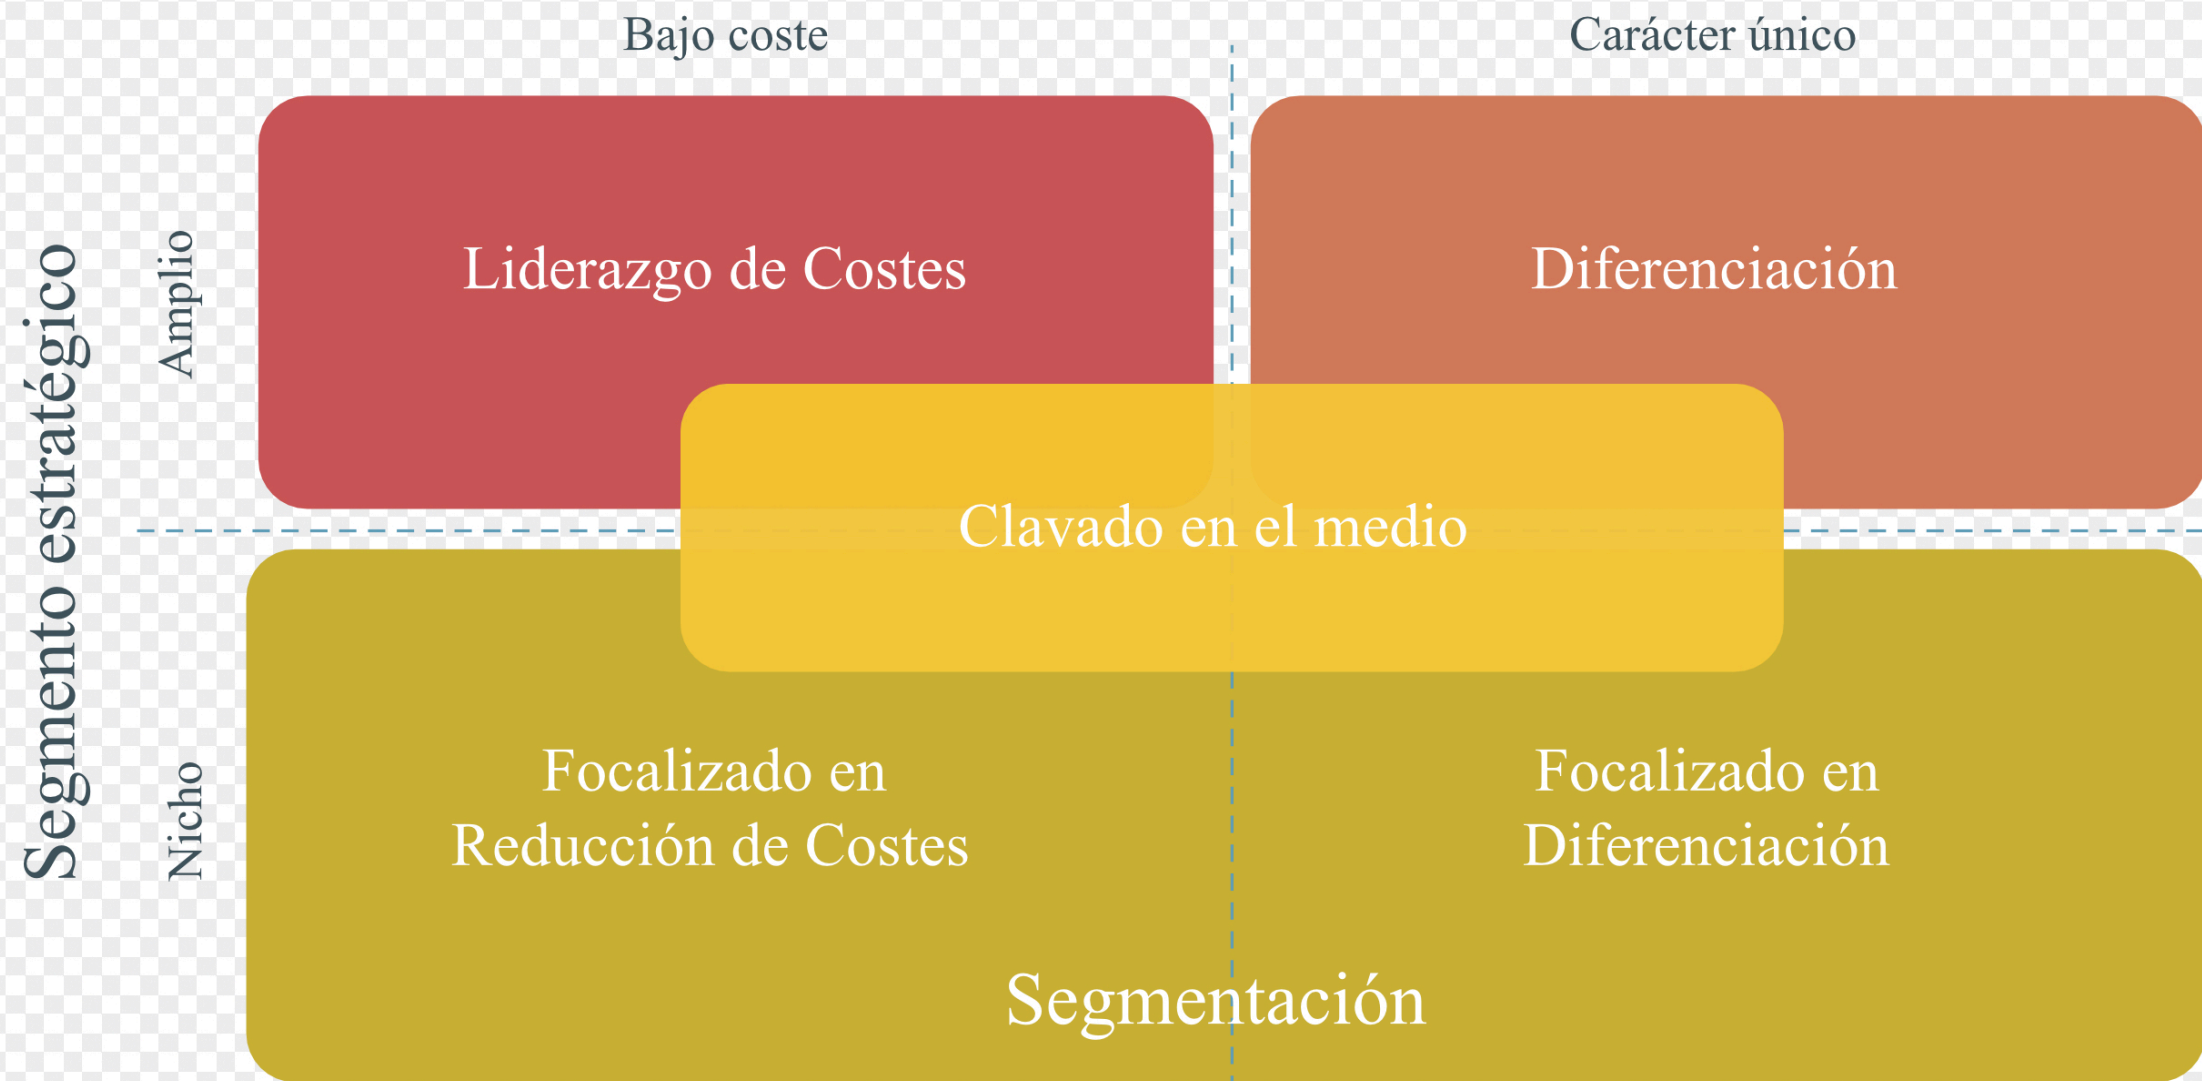 Bajo coste
Carácter único
Segmento estratégico
Amplio
Liderazgo de Costes
Diferenciación
Clavado en el medio
Nicho
Focalizado en
Reducción de Costes
Focalizado en
Diferenciación
Segmentación